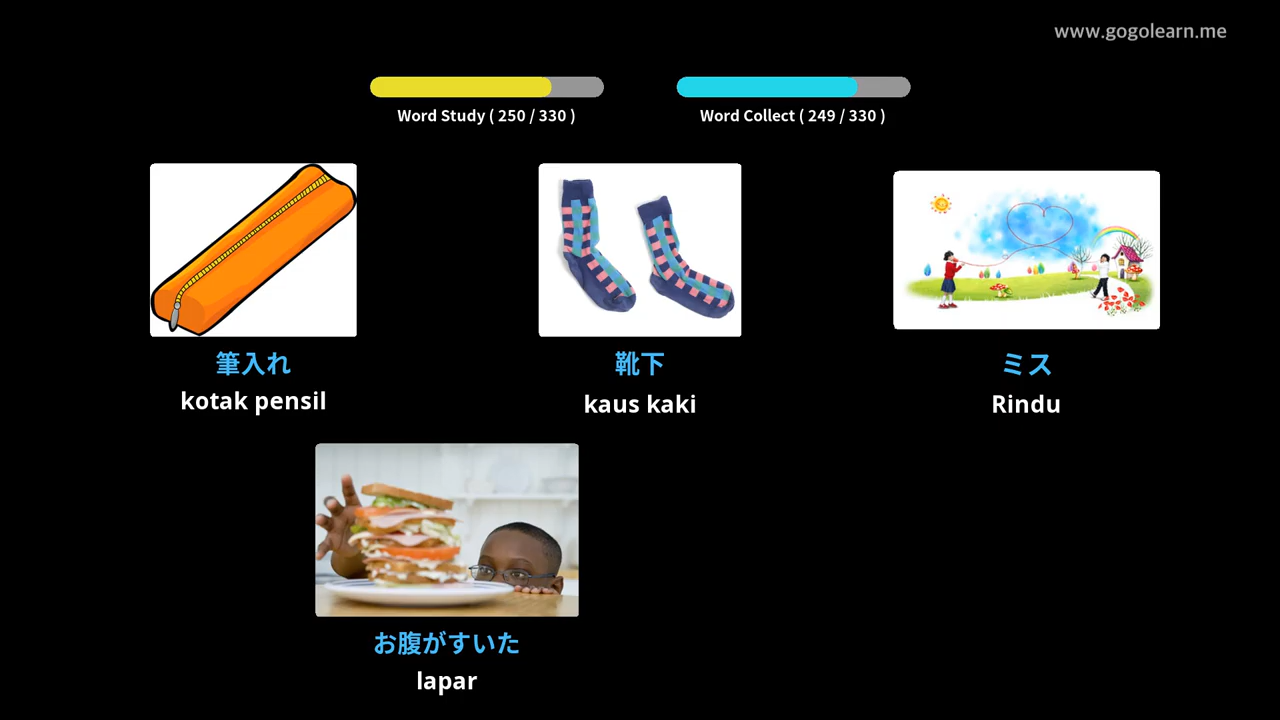 www.gogolearn.me
Word Study ( 250 / 330 )
Word Collect ( 249 / 330 )
筆入れ
kotak pensil
靴下
kaus kaki
ミス
Rindu
お腹がすいた
lapar